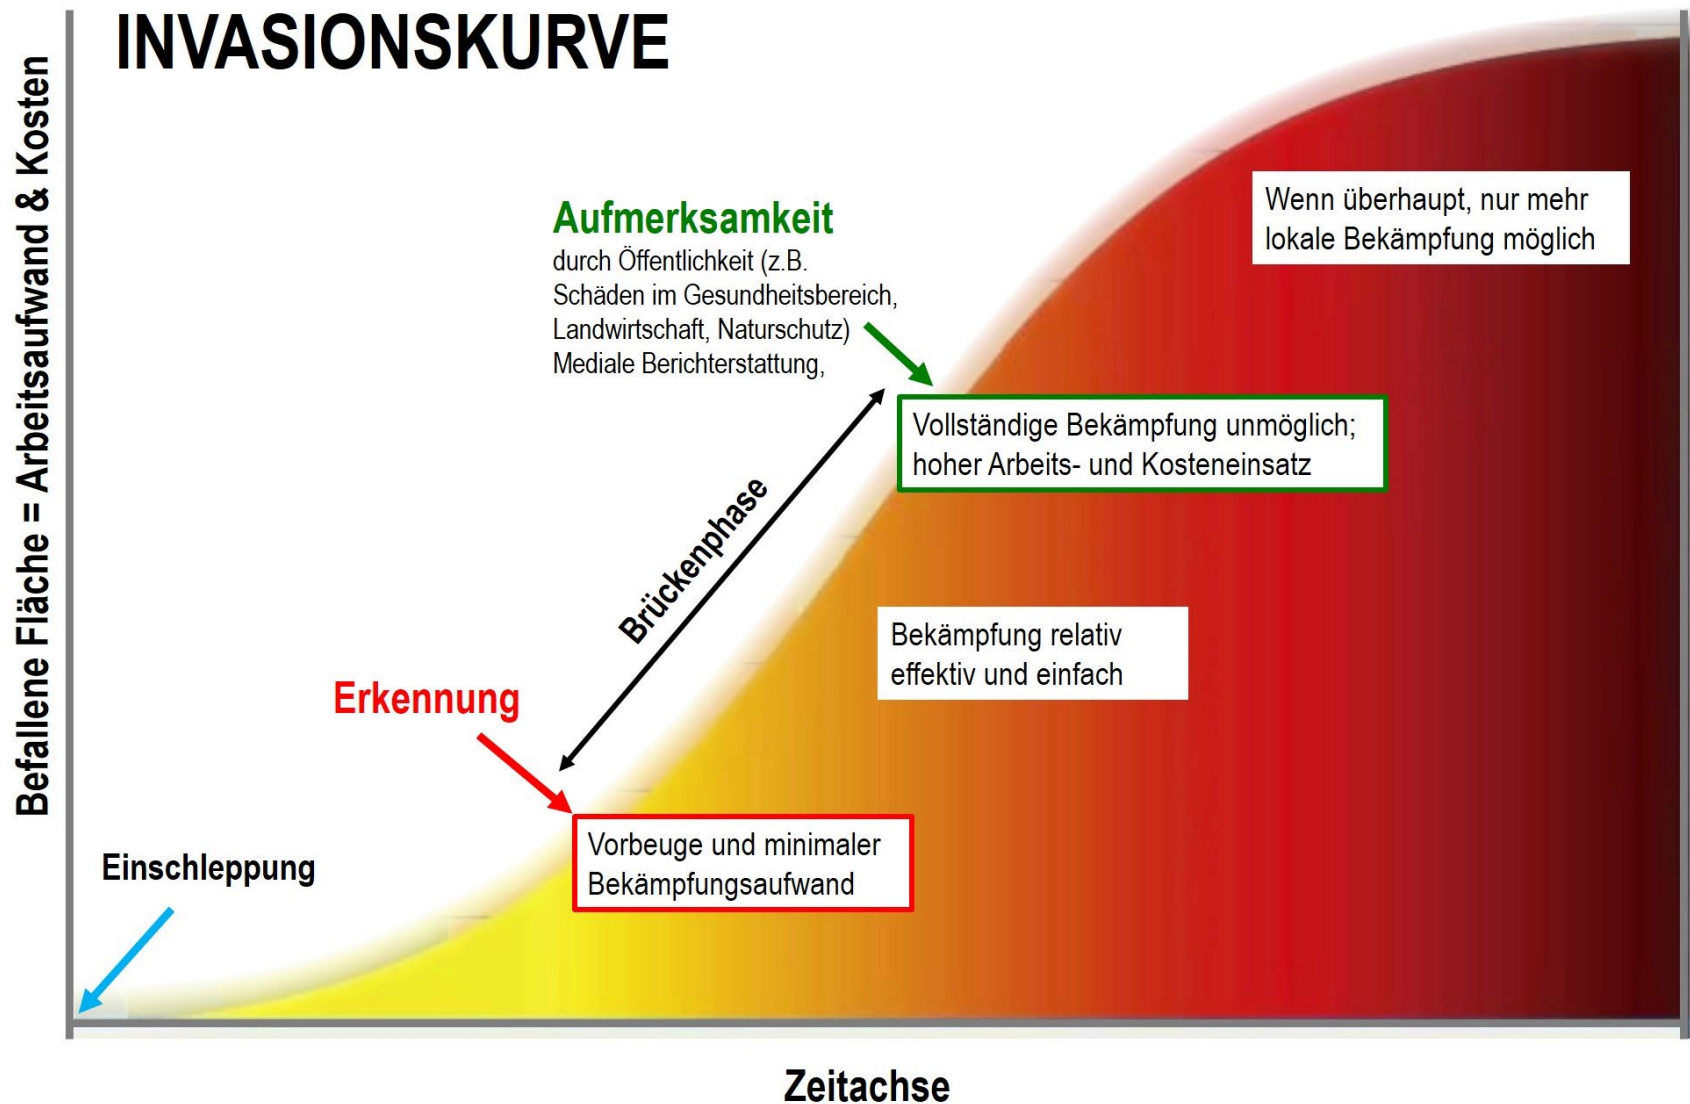 INVASIONSKURVE
Befallene Fläche = Arbeitsaufwand & Kosten
Aufmerksamkeit
durch Öffentlichkeit (z.B.
Schäden im Gesundheitsbereich,
Landwirtschaft, Naturschutz)
Mediale Berichterstattung,
Wenn überhaupt, nur mehr
lokale Bekämpfung möglich
Vollständige Bekämpfung unmöglich;
hoher Arbeits- und Kosteneinsatz
Brückenphase
Bekämpfung relativ
effektiv und einfach
Erkennung
Vorbeuge und minimaler
Bekämpfungsaufwand
Einschleppung
Zeitachse